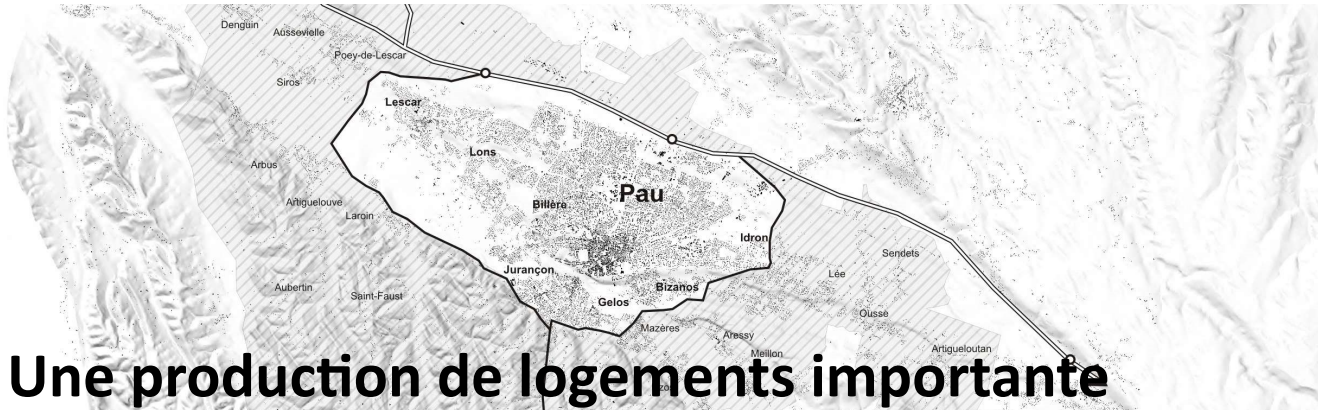 Denguin
Aussevielle
Poey-de-Lescar
Siros
Lescar
Lons
Arbus
Pau
Artiguelouve
Billère
Laroin
Idron
Sendets
Jurançon
Lée
Aubertin
Bizanos
Saint-Faust
Gelos
Ousse
Mazères
Aressy
Artigueloutan
Meillon
Une production de logements importante